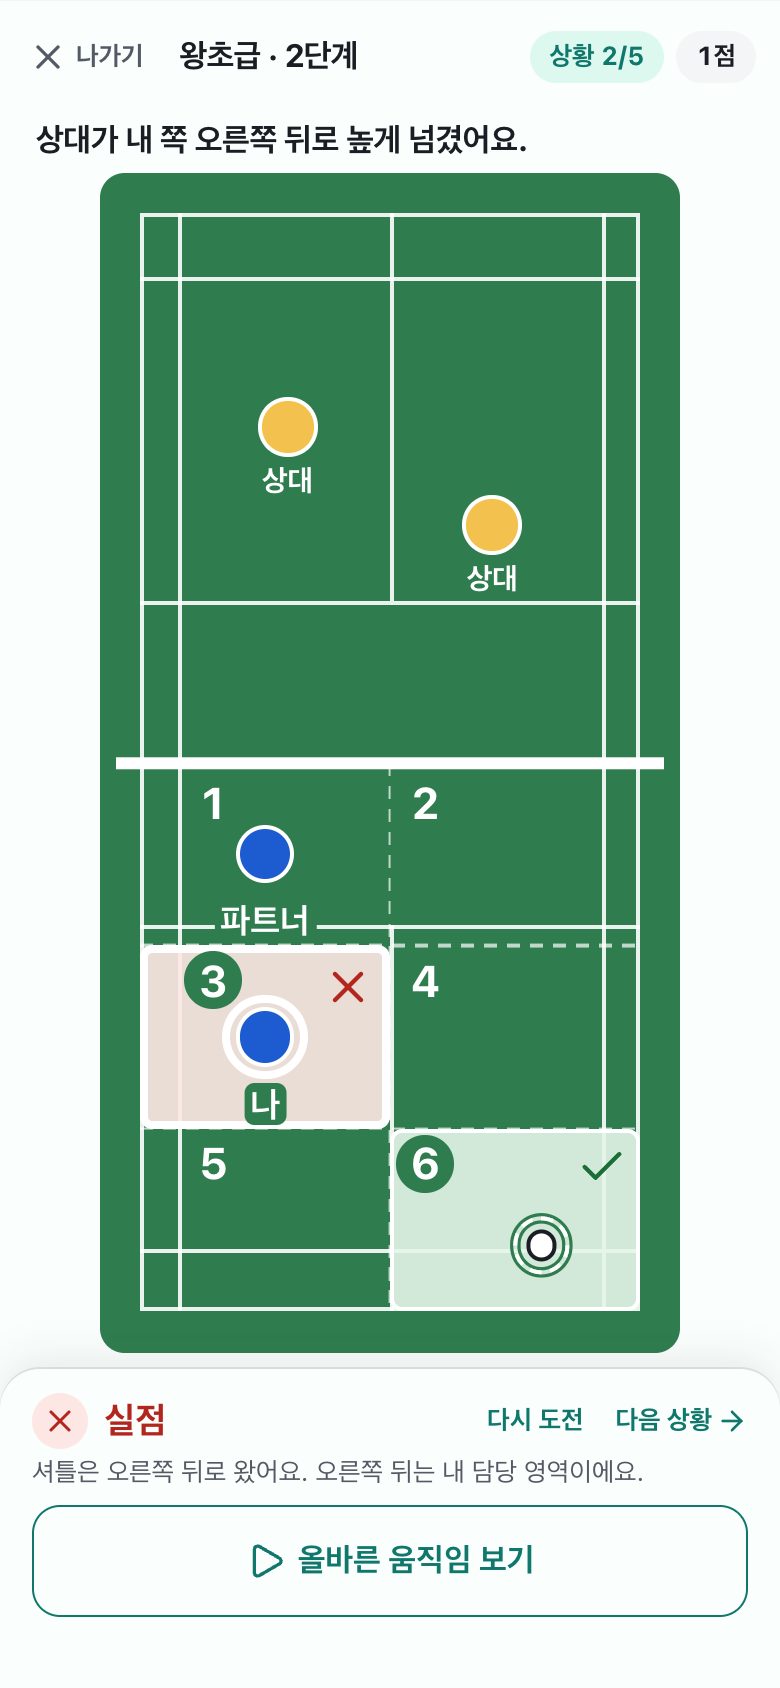 나가기
왕초급 · 2단계
상황 2/5
1점
상대가 내 쪽 오른쪽 뒤로 높게 넘겼어요.
상대
상대
1
2
파트너
3
4
나
5
6
실점
다시 도전
다음 상황 →
셔틀은 오른쪽 뒤로 왔어요. 오른쪽 뒤는 내 담당 영역이에요.
올바른 움직임 보기